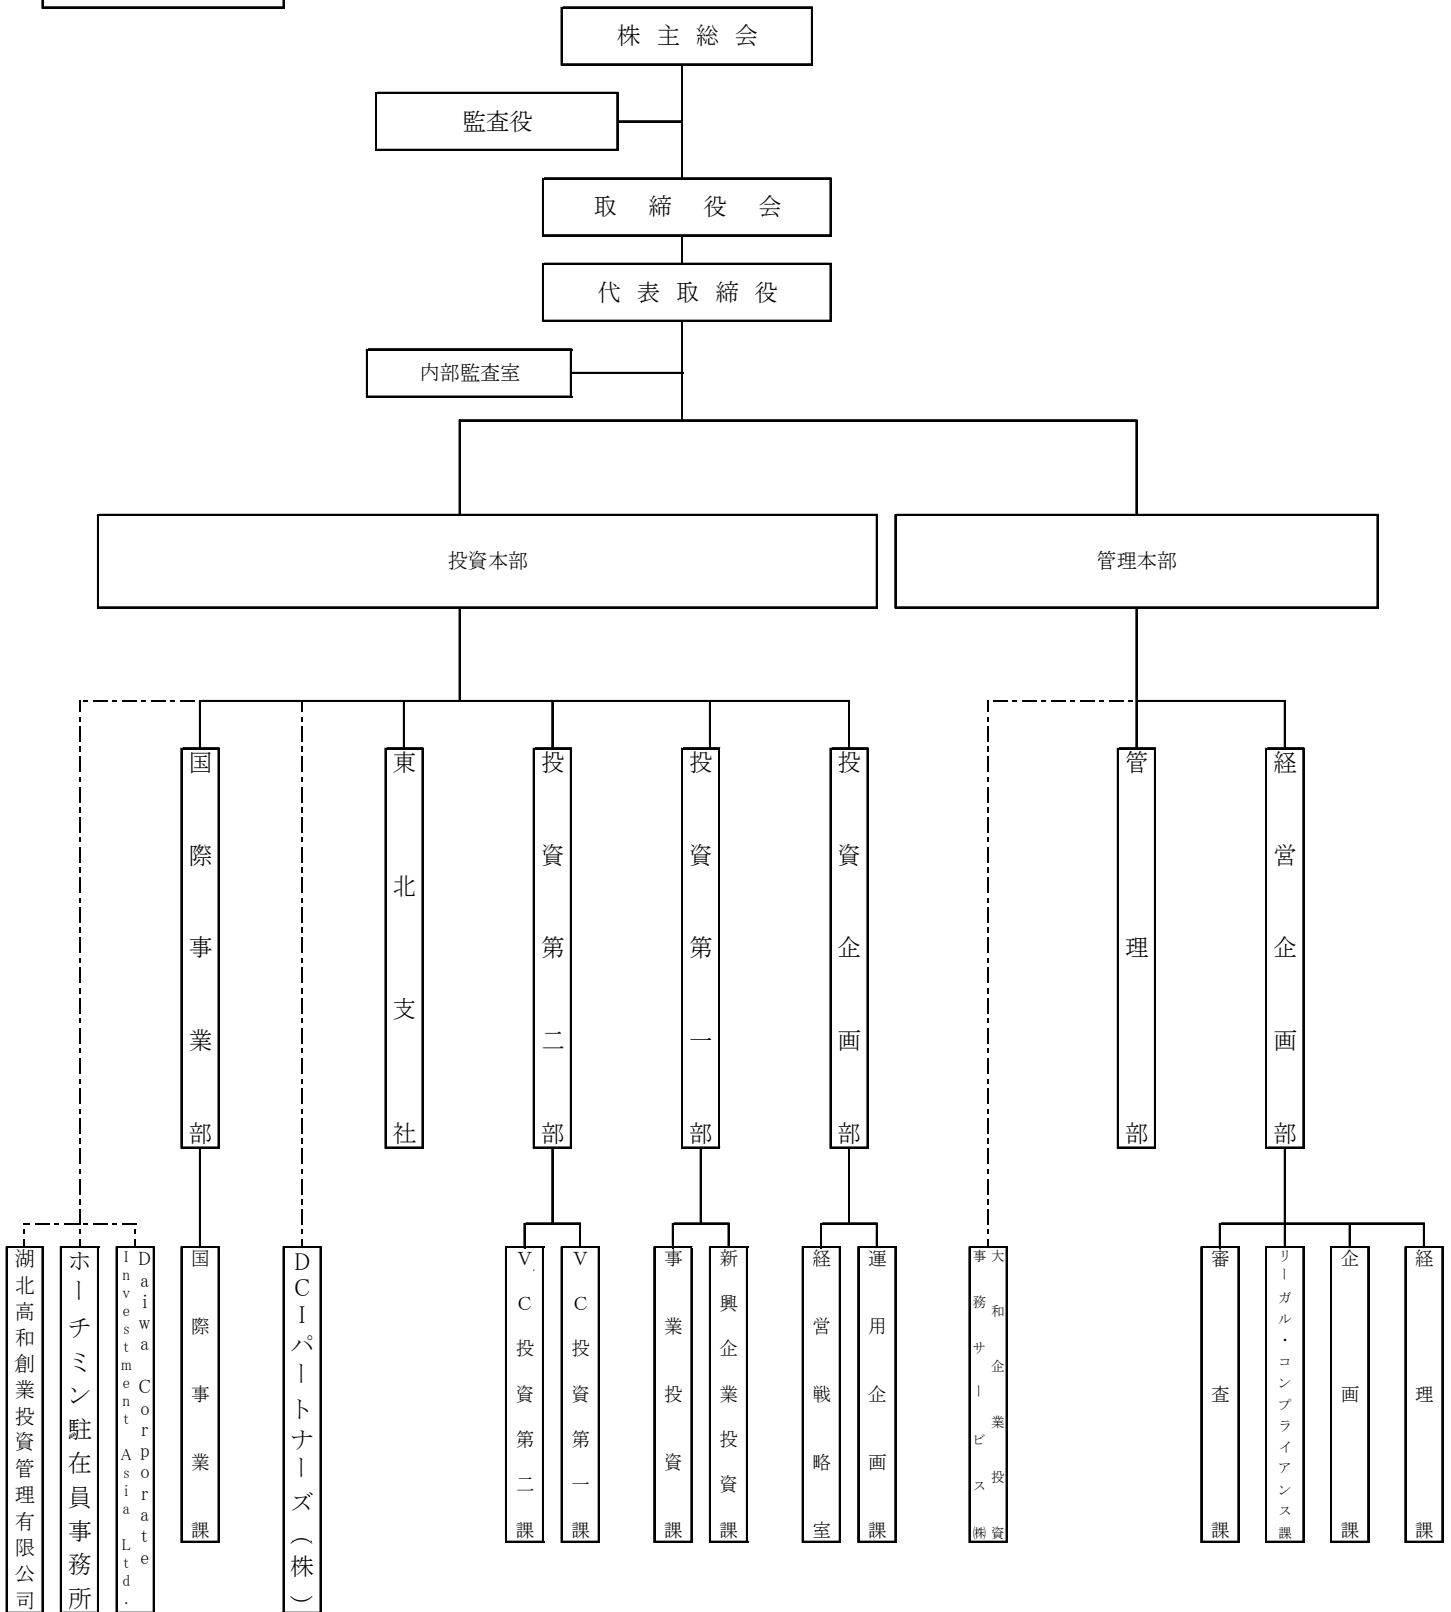 株主総会
監査役
取締役会
代表取締役
内部監査室
投資本部
管理本部
国際事業部
東北支社
投資第二部
投資第一部
投資企画部
管理部
経営企画部
湖北高和創業投資管理有限公司
ホーチミン駐在員事務所
Daiwa Corporate
Investment Asia Ltd.
国際事業課
DCIパートナーズ（株）
VC投資第二課
VC投資第一課
事業投資課
新興企業投資課
経営戦略室
運用企画課
大和企業投資
事務サービス㈱
審査課
リーガル・コンプライアンス課
企画課
経理課